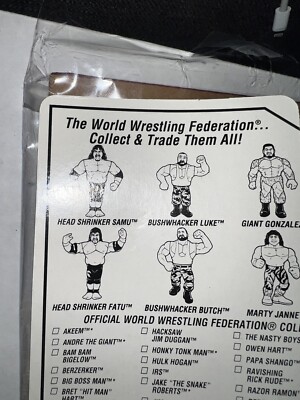 The World Wrestling Federation®..
Collect & Trade Them All!
HEAD SHRINKER SAMU™
BUSHWHACKER LUKE™
GIANT GONZALEZ
HEAD SHRINKER FATU™
BUSHWHACKER BUTCH™
MARTY JANNE
OFFICIAL WORLD WRESTLING FEDERATION® COL
AKEEM™*
ANDRE THE GIANT™*
BAM BAM
BIGELOW™
BERZERKER™
BIG BOSS MAN™*
BRET "HIT MAN"
HART™
HACKSAW
JIM DUGGAN™
HONKY TONK MAN™*
HULK HOGAN™
IRS™
JAKE "THE SNAKE"
ROBERTS™*
THE NASTY BOYS
OWEN HART™
PAPA SHANGO™
RAVISHING
RICK RUDE™
RAZOR RAMON